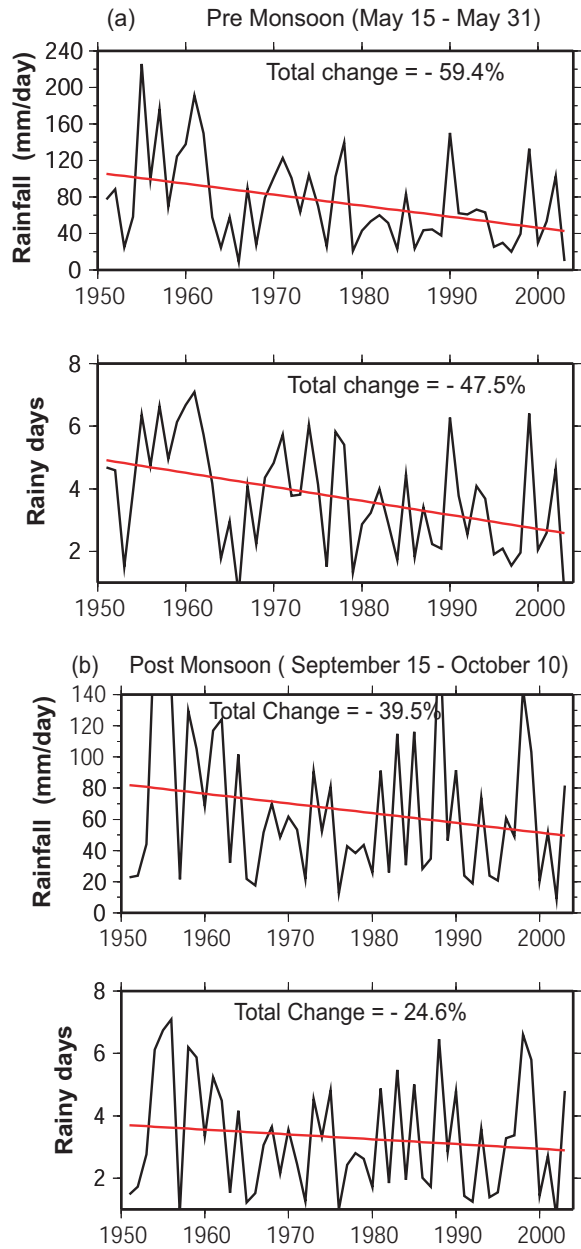 (a) Pre Monsoon (May 15 - May 31)
Total change = - 59.4%
Rainfall (mm/day)
240
200
160
120
80
40
0
1950 1960 1970 1980 1990 2000
Total change = - 47.5%
Rainy days
8
6
4
2
1950 1960 1970 1980 1990 2000
(b) Post Monsoon ( September 15 - October 10)
Total Change = - 39.5%
Rainfall (mm/day)
140
120
100
80
60
40
20
0
1950 1960 1970 1980 1990 2000
Total Change = - 24.6%
Rainy days
8
6
4
2
1950 1960 1970 1980 1990 2000